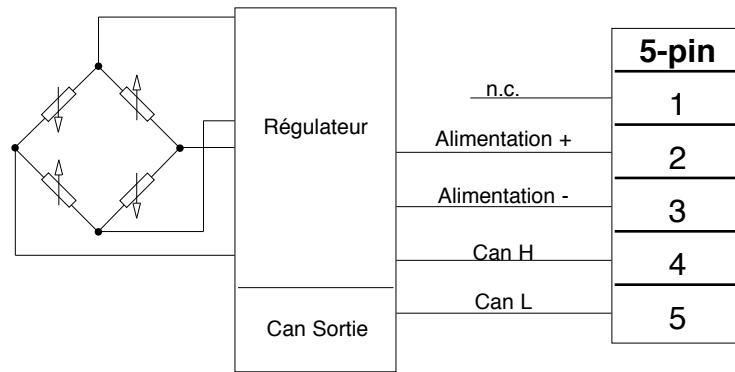 5-pin
n.c.
1
Régulateur
Alimentation +
2
Alimentation -
3
Can H
4
Can L
5
Can Sortie